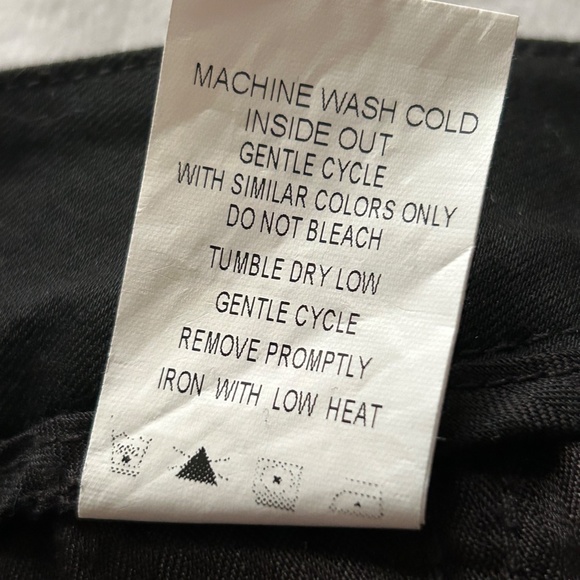 MACHINE WASH COLD
INSIDE OUT
GENTLE CYCLE
WITH SIMILAR COLORS ONLY
DO NOT BLEACH
TUMBLE DRY LOW
GENTLE CYCLE
REMOVE PROMPTLY
IRON WITH LOW HEAT